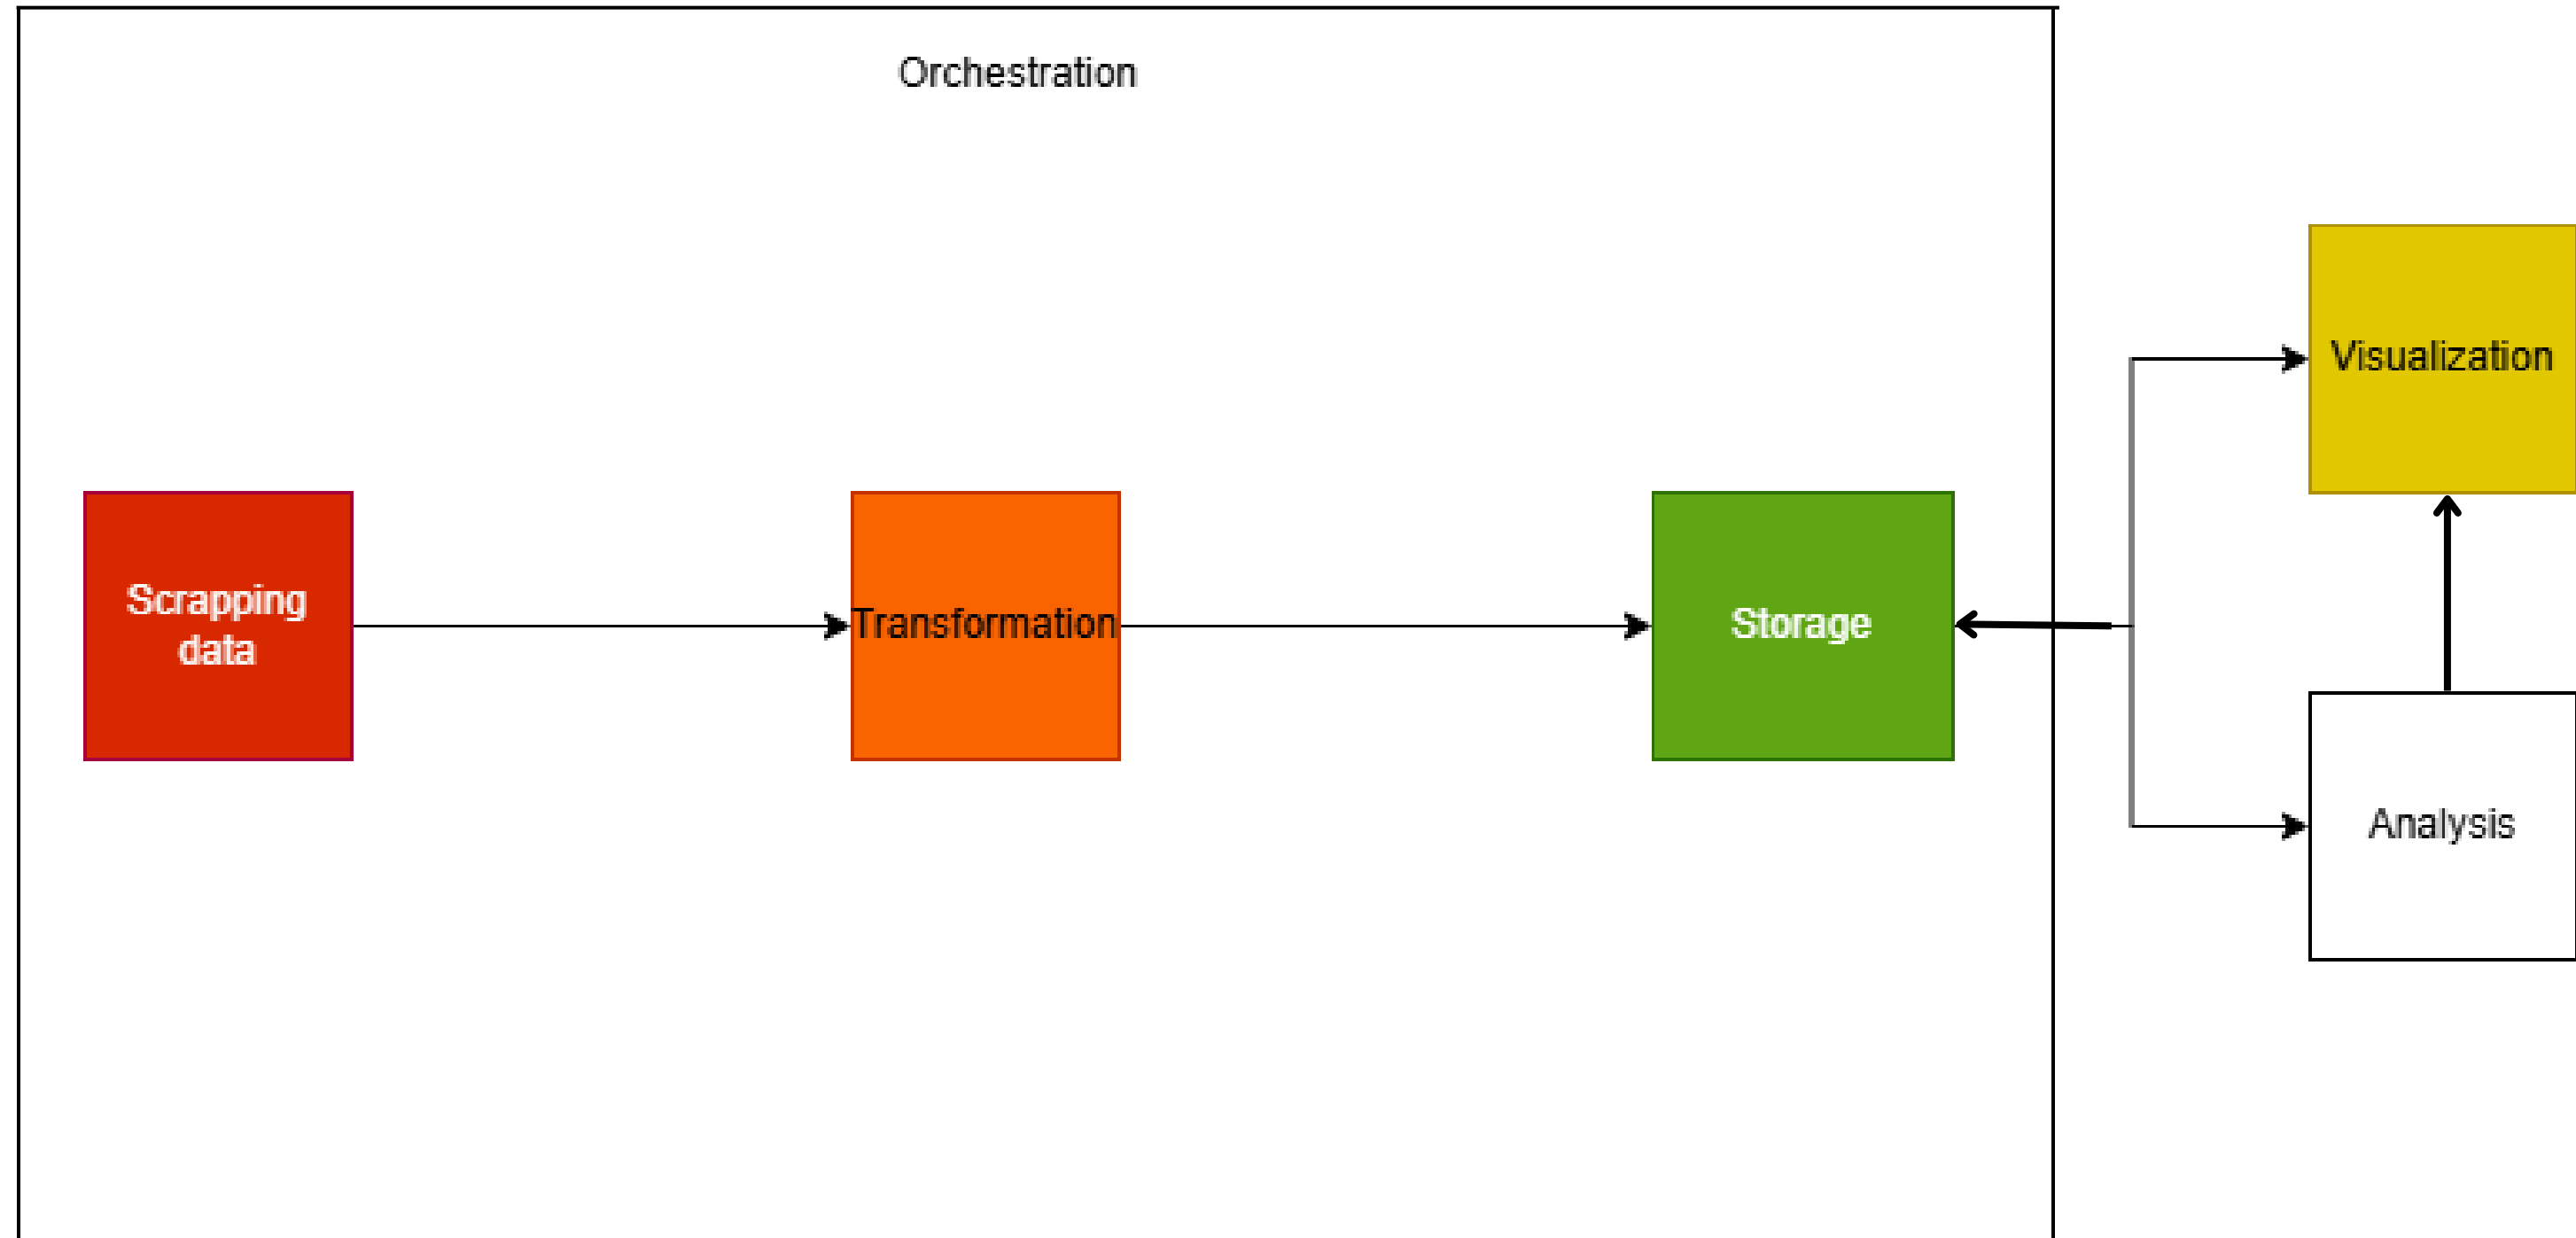 Orchestration
Visualization
Scrapping
data
Transformation
Storage
Analysis